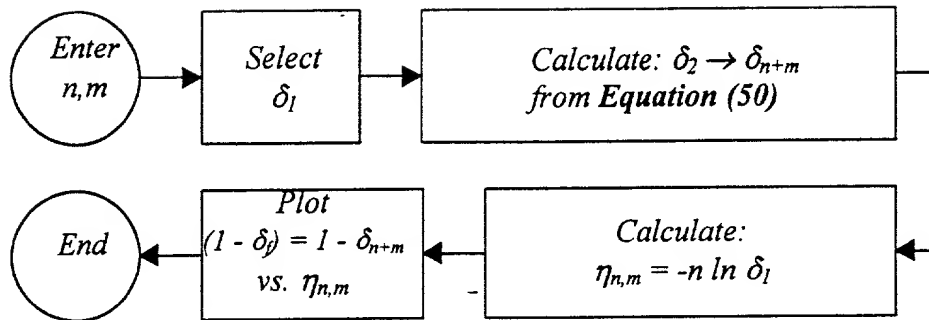 Enter
n,m
Select
δ₁
Calculate: δ₂ → δₙ₊ₘ
from Equation (50)
Calculate:
ηₙ,ₘ = -n ln δ₁
Plot
(1 - δf) = 1 - δₙ₊ₘ
vs. ηₙ,ₘ
End